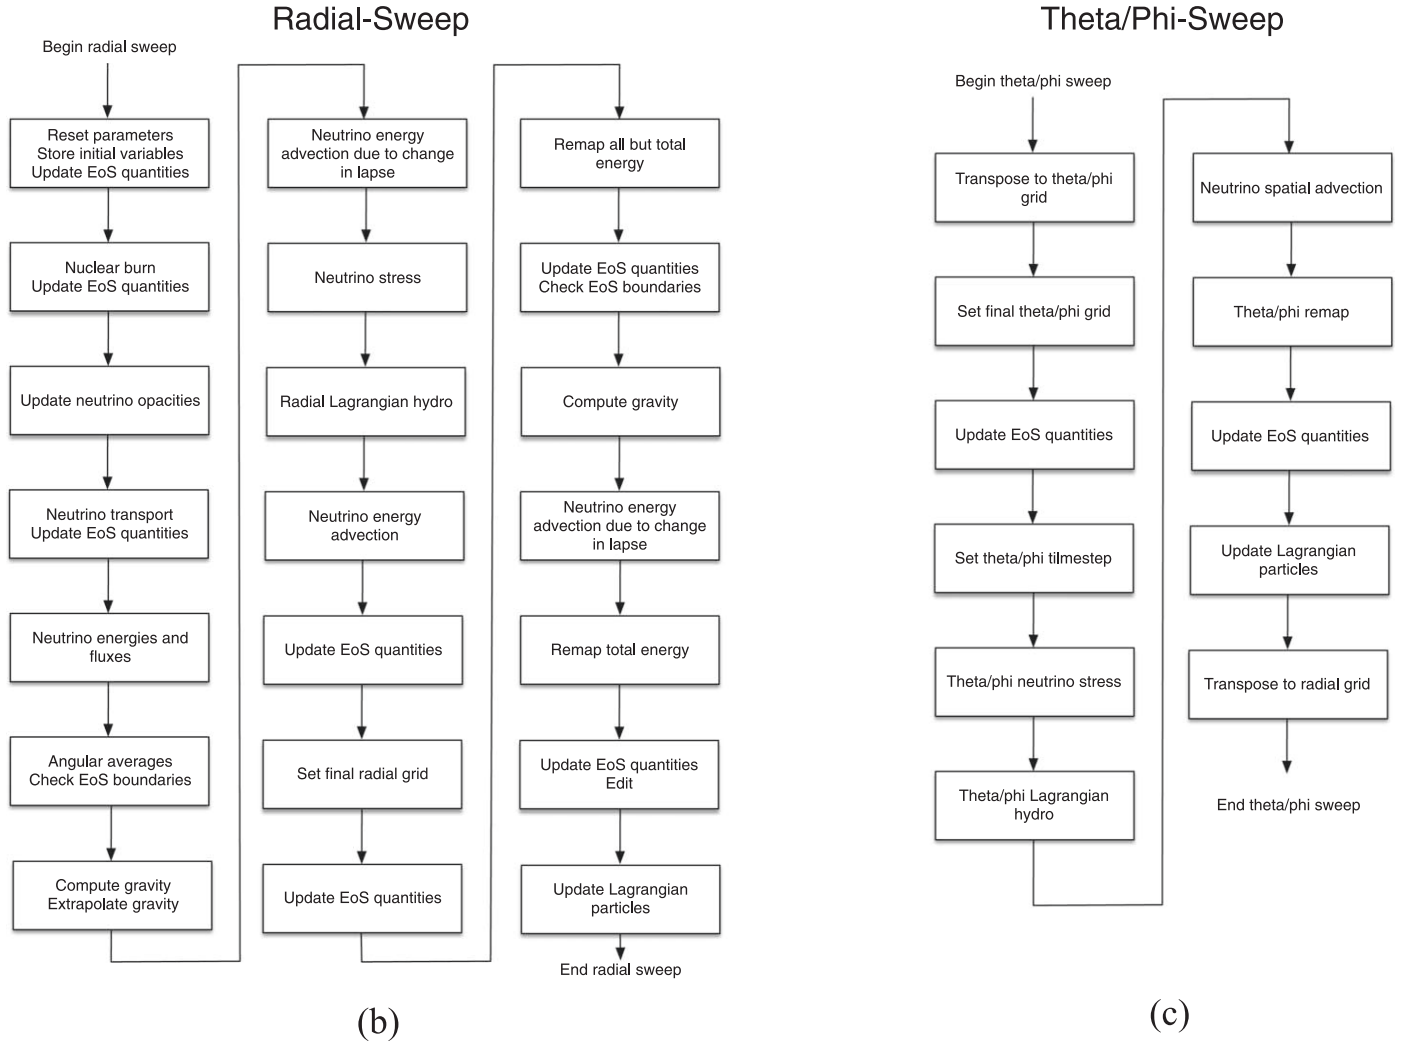 Radial-Sweep
Begin radial sweep
Reset parameters
Store initial variables
Update EoS quantities
Nuclear burn
Update EoS quantities
Update neutrino opacities
Neutrino transport
Update EoS quantities
Neutrino energies and
fluxes
Angular averages
Check EoS boundaries
Compute gravity
Extrapolate gravity
Neutrino energy
advection due to change
in lapse
Neutrino stress
Radial Lagrangian hydro
Neutrino energy
advection
Update EoS quantities
Set final radial grid
Update EoS quantities
Remap all but total
energy
Update EoS quantities
Check EoS boundaries
Compute gravity
Neutrino energy
advection due to change
in lapse
Remap total energy
Update EoS quantities
Edit
Update Lagrangian
particles
End radial sweep
(b)
Theta/Phi-Sweep
Begin theta/phi sweep
Transpose to theta/phi
grid
Set final theta/phi grid
Update EoS quantities
Set theta/phi tilmestep
Theta/phi neutrino stress
Theta/phi Lagrangian
hydro
Neutrino spatial advection
Theta/phi remap
Update EoS quantities
Update Lagrangian
particles
Transpose to radial grid
End theta/phi sweep
(c)